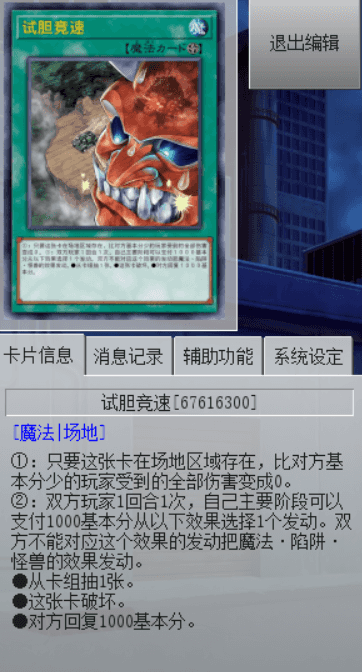 试胆竞速
【魔法カード】
退出编辑
卡片信息
消息记录
辅助功能
系统设定
试胆竞速[67616300]
[魔法|场地]
①：只要这张卡在场地区域存在，比对方基
本分少的玩家受到的全部伤害变成0。
②：双方玩家1回合1次，自己主要阶段可以
支付1000基本分从以下效果选择1个发动。双
方不能对应这个效果的发动把魔法·陷阱·
怪兽的效果发动。
●从卡组抽1张。
●这张卡破坏。
●对方回复1000基本分。